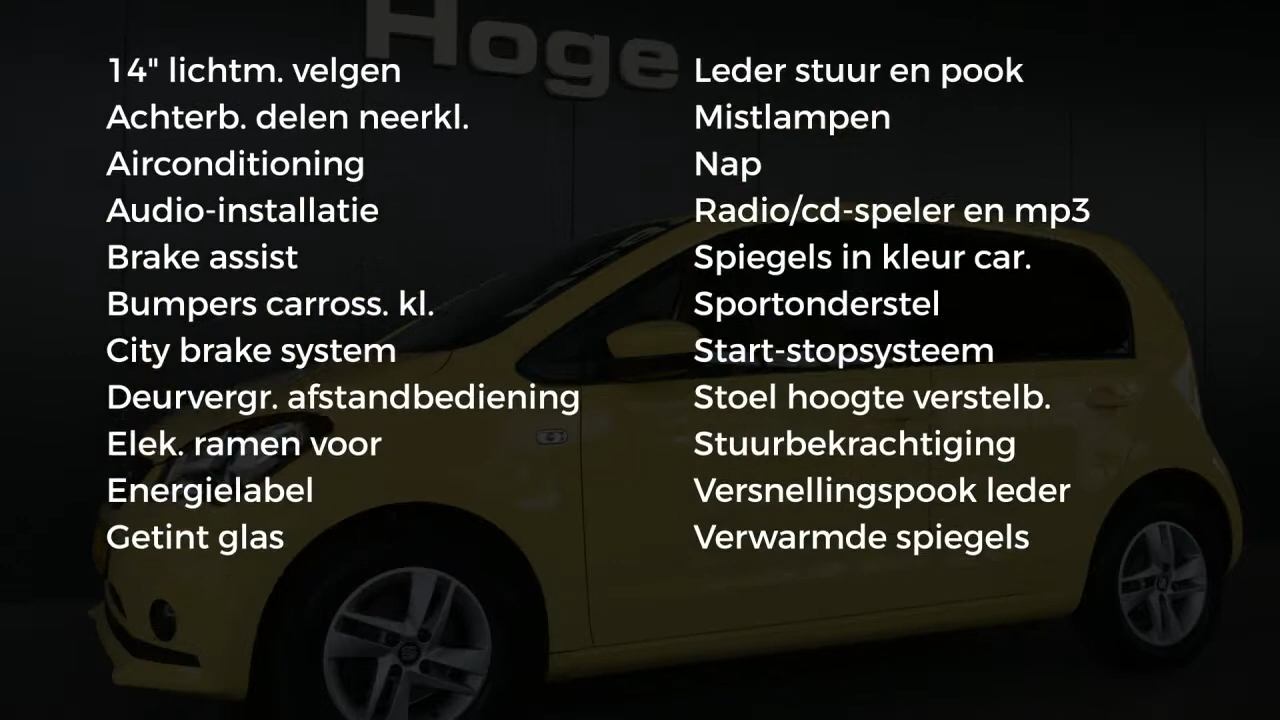 Hoge
14" lichtm. velgen
Achterb. delen neerkl.
Airconditioning
Audio-installatie
Brake assist
Bumpers carross. kl.
City brake system
Deurvergr. afstandbediening
Elek. ramen voor
Energielabel
Getint glas
Leder stuur en pook
Mistlampen
Nap
Radio/cd-speler en mp3
Spiegels in kleur car.
Sportonderstel
Start-stopsysteem
Stoel hoogte verstelb.
Stuurbekrachtiging
Versnellingspook leder
Verwarmde spiegels